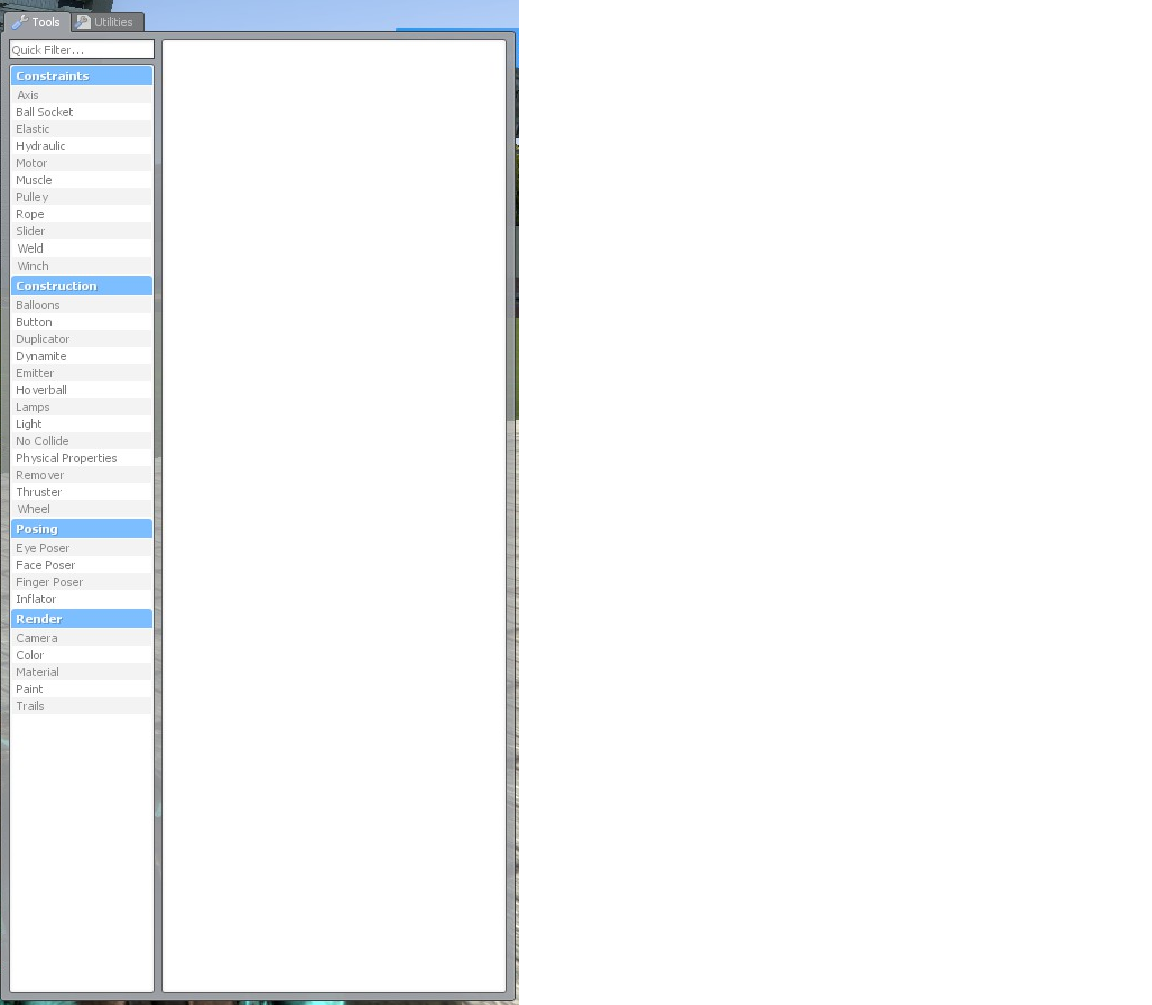 Tools Utilities
Quick Filter...
Constraints
Axis
Ball Socket
Elastic
Hydraulic
Motor
Muscle
Pulley
Rope
Slider
Weld
Winch
Construction
Balloons
Button
Duplicator
Dynamite
Emitter
Hoverball
Lamps
Light
No Collide
Physical Properties
Remover
Thruster
Wheel
Posing
Eye Poser
Face Poser
Finger Poser
Inflator
Render
Camera
Color
Material
Paint
Trails